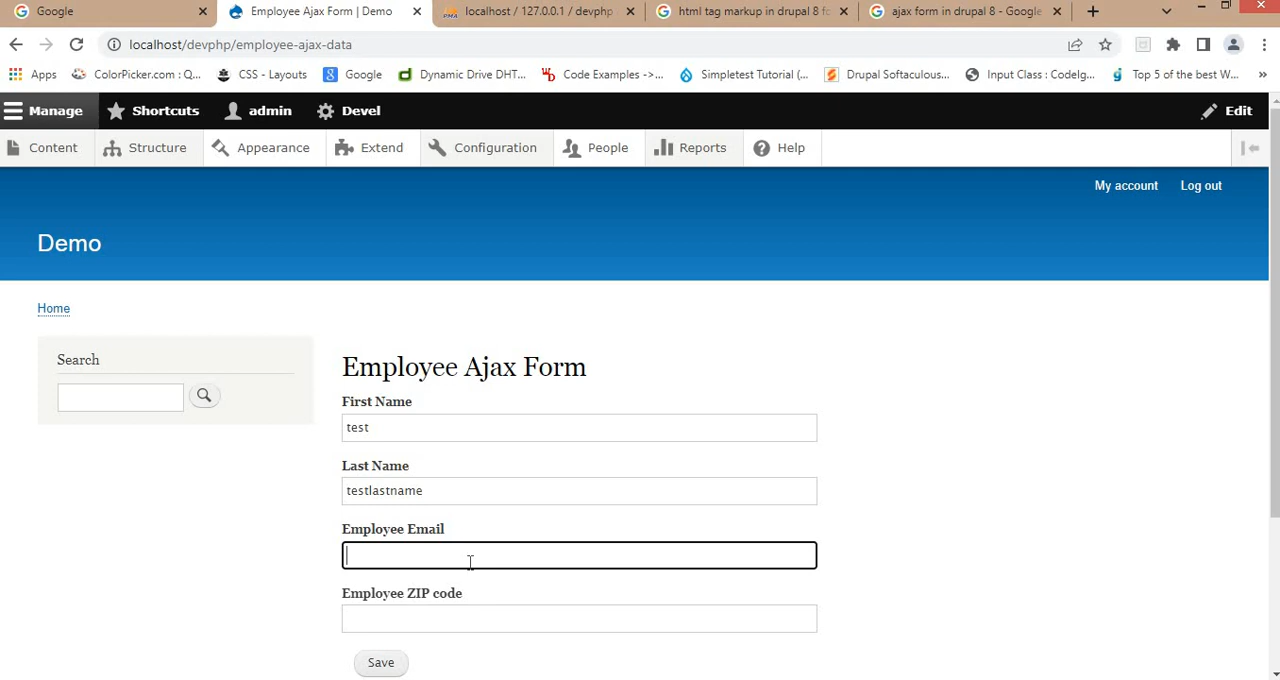 Google
Employee Ajax Form | Demo
localhost / 127.0.0.1 / devphp
html tag markup in drupal 8 fo
ajax form in drupal 8 - Google
localhost/devphp/employee-ajax-data
Apps
ColorPicker.com : Q...
CSS - Layouts
Google
Dynamic Drive DHT...
Code Examples ->...
Simpletest Tutorial (...
Drupal Softaculous...
Input Class : CodeIg...
Top 5 of the best W...
Manage
Shortcuts
admin
Devel
Edit
Content
Structure
Appearance
Extend
Configuration
People
Reports
Help
My account
Log out
Demo
Home
Search
Employee Ajax Form
First Name
test
Last Name
testlastname
Employee Email
Employee ZIP code
Save